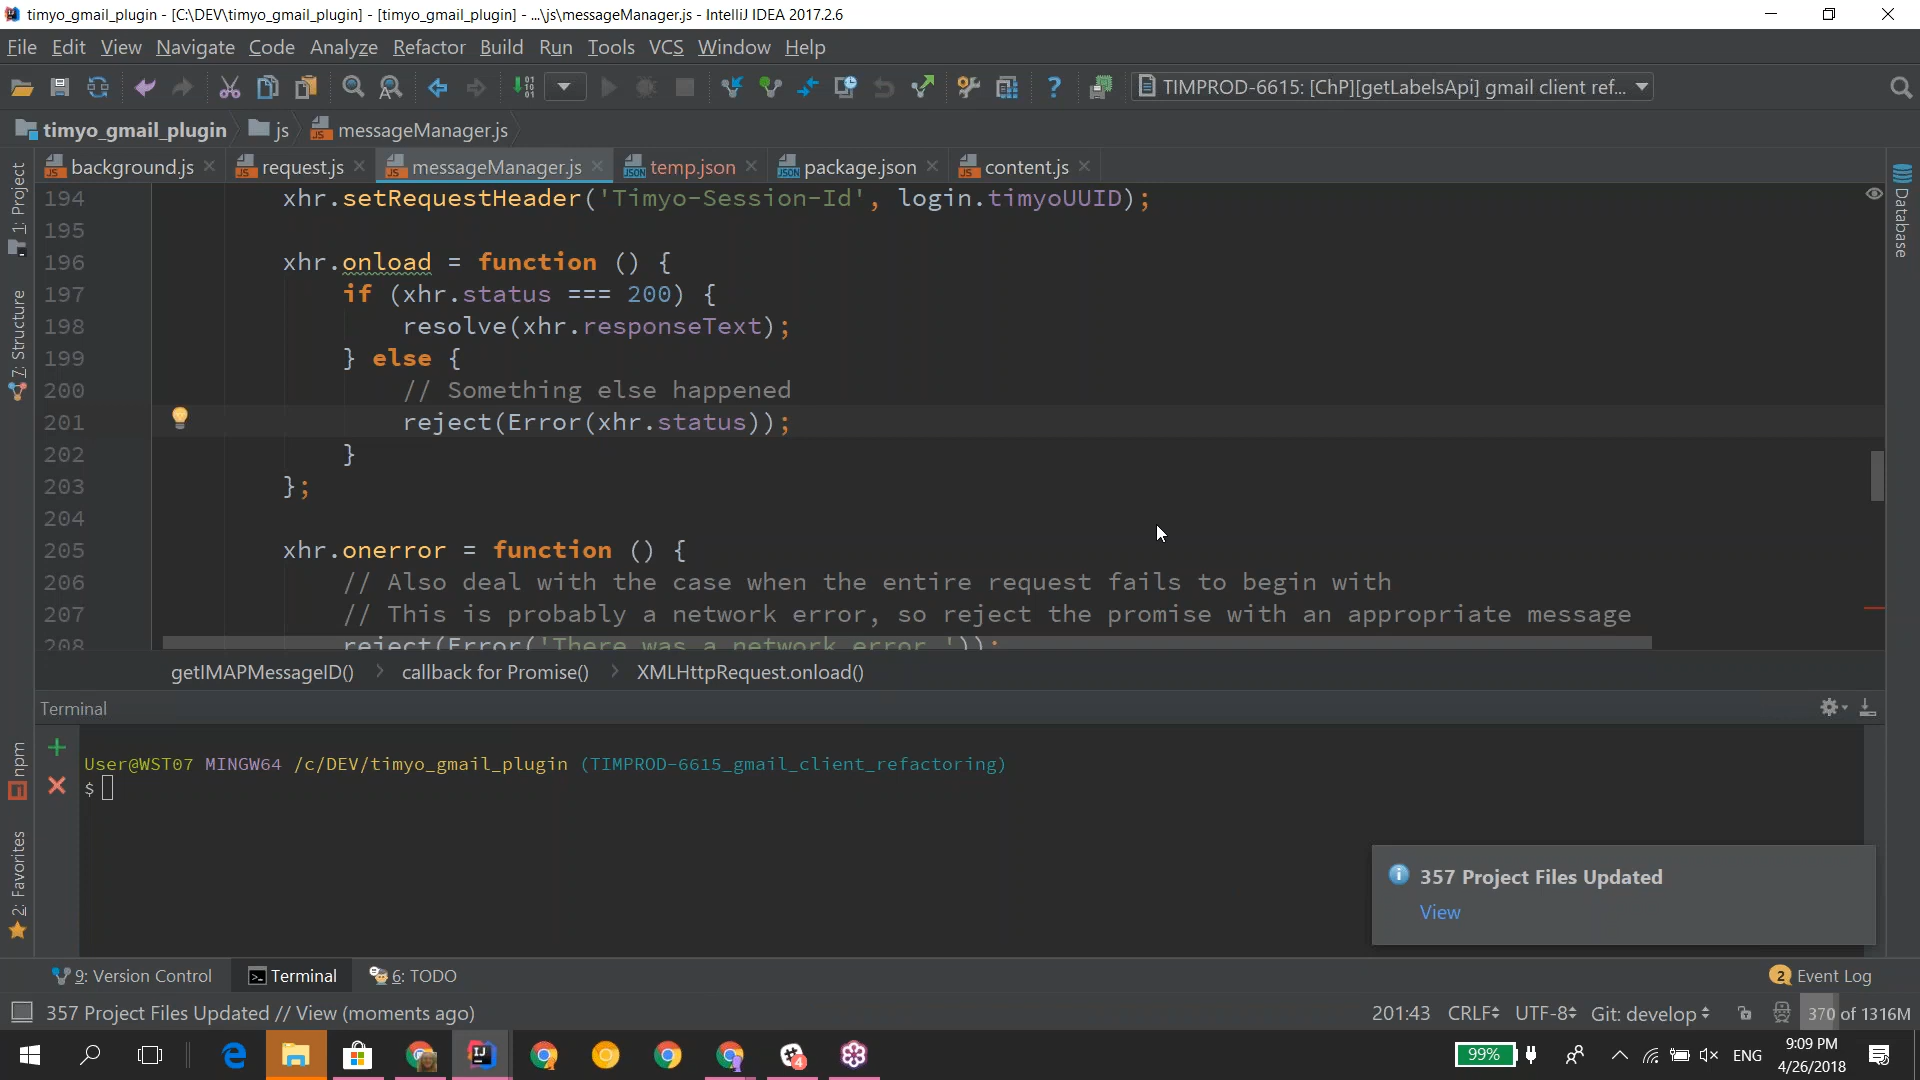 timyo_gmail_plugin - [C:\DEV\timyo_gmail_plugin] - [timyo_gmail_plugin] - ...\js\messageManager.js - IntelliJ IDEA 2017.2.6
File Edit View Navigate Code Analyze Refactor Build Run Tools VCS Window Help
TIMPROD-6615: [ChP][getLabelsApi] gmail client ref...
timyo_gmail_plugin js messageManager.js
background.js request.js messageManager.js temp.json package.json content.js
1: Project
7: Structure
npm
2: Favorites
Database
194 xhr.setRequestHeader('Timyo-Session-Id', login.timyoUUID);
195
196 xhr.onload = function () {
197 if (xhr.status === 200) {
198 resolve(xhr.responseText);
199 } else {
200 // Something else happened
201 reject(Error(xhr.status));
202 }
203 };
204
205 xhr.onerror = function () {
206 // Also deal with the case when the entire request fails to begin with
207 // This is probably a network error, so reject the promise with an appropriate message
208 reject(Error('There was a network error.'));
getIMAPMessageID() callback for Promise() XMLHttpRequest.onload()
Terminal
User@WST07 MINGW64 /c/DEV/timyo_gmail_plugin (TIMPROD-6615_gmail_client_refactoring)
$
357 Project Files Updated
View
9: Version Control Terminal 6: TODO 2 Event Log
357 Project Files Updated // View (moments ago) 201:43 CRLF UTF-8 Git: develop 370 of 1316M
99% ENG 9:09 PM
4/26/2018